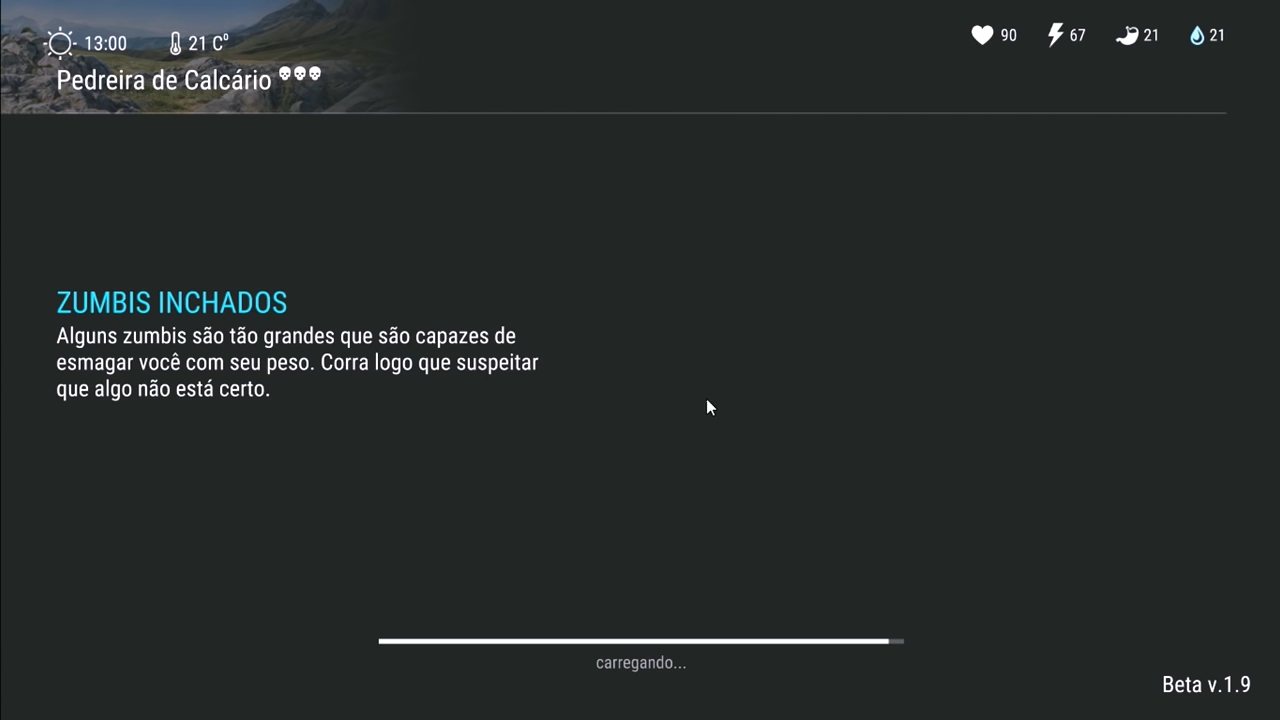 13:00 21 C°
90 67 21 21
Pedreira de Calcário
ZUMBIS INCHADOS
Alguns zumbis são tão grandes que são capazes de
esmagar você com seu peso. Corra logo que suspeitar
que algo não está certo.
carregando...
Beta v.1.9